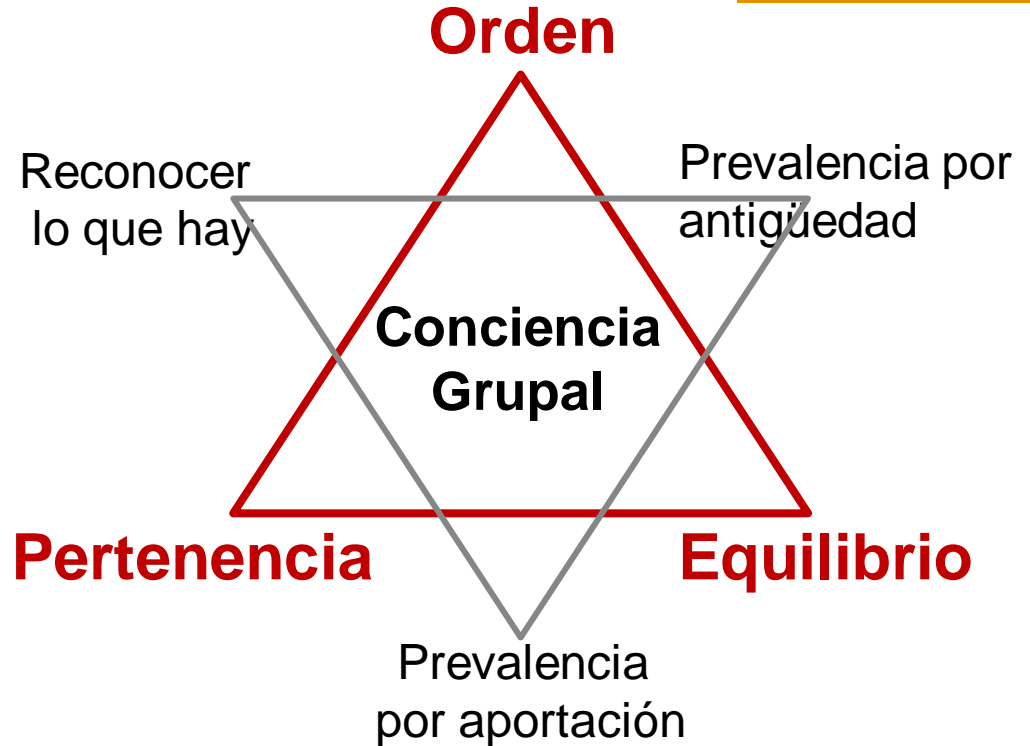 Orden
Reconocer
lo que hay
Prevalencia por
antigüedad
Conciencia
Grupal
Pertenencia
Equilibrio
Prevalencia
por aportación